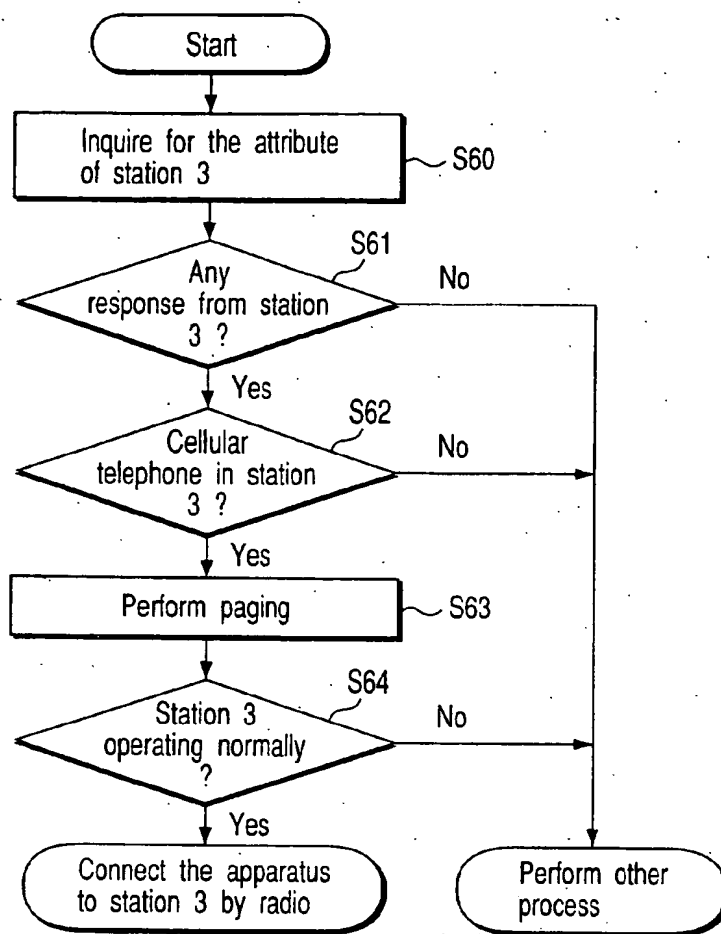 Start
Inquire for the attribute
of station 3
S60
S61
Any
response from station
3 ?
No
Yes
S62
Cellular
telephone in station
3 ?
No
Yes
Perform paging
S63
S64
Station 3
operating normally
?
No
Yes
Connect the apparatus
to station 3 by radio
Perform other
process